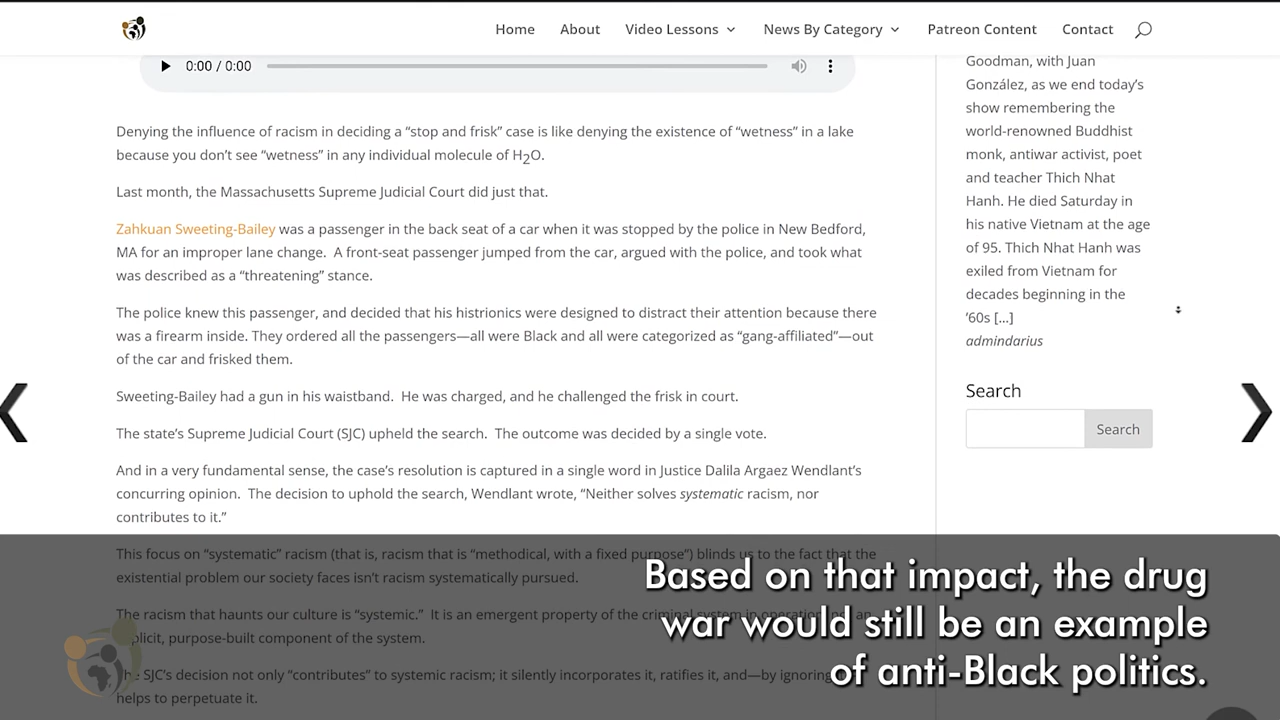 Home About Video Lessons News By Category Patreon Content Contact
0:00 / 0:00
Denying the influence of racism in deciding a “stop and frisk” case is like denying the existence of “wetness” in a lake
because you don’t see “wetness” in any individual molecule of H2O.
Last month, the Massachusetts Supreme Judicial Court did just that.
Zahkuan Sweeting-Bailey was a passenger in the back seat of a car when it was stopped by the police in New Bedford,
MA for an improper lane change. A front-seat passenger jumped from the car, argued with the police, and took what
was described as a “threatening” stance.
The police knew this passenger, and decided that his histrionics were designed to distract their attention because there
was a firearm inside. They ordered all the passengers—all were Black and all were categorized as “gang-affiliated”—out
of the car and frisked them.
Sweeting-Bailey had a gun in his waistband. He was charged, and he challenged the frisk in court.
The state’s Supreme Judicial Court (SJC) upheld the search. The outcome was decided by a single vote.
And in a very fundamental sense, the case’s resolution is captured in a single word in Justice Dalila Argaez Wendlant’s
concurring opinion. The decision to uphold the search, Wendlant wrote, “Neither solves systematic racism, nor
contributes to it.”
This focus on “systematic” racism (that is, racism that is “methodical, with a fixed purpose”) blinds us to the fact that the
existential problem our society faces isn’t racism systematically pursued.
The racism that haunts our culture is “systemic.” It is an emergent property of the criminal system in
purpose-built component of the system.
SJC’s decision not only “contributes” to systemic racism; it silently incorporates it, ratifies it, and—by ignoring
helps to perpetuate it.
Goodman, with Juan
González, as we end today’s
show remembering the
world-renowned Buddhist
monk, antiwar activist, poet
and teacher Thich Nhat
Hanh. He died Saturday in
his native Vietnam at the age
of 95. Thich Nhat Hanh was
exiled from Vietnam for
decades beginning in the
’60s [...]
admindarius
Search
Search
Based on that impact, the drug
war would still be an example
of anti-Black politics.